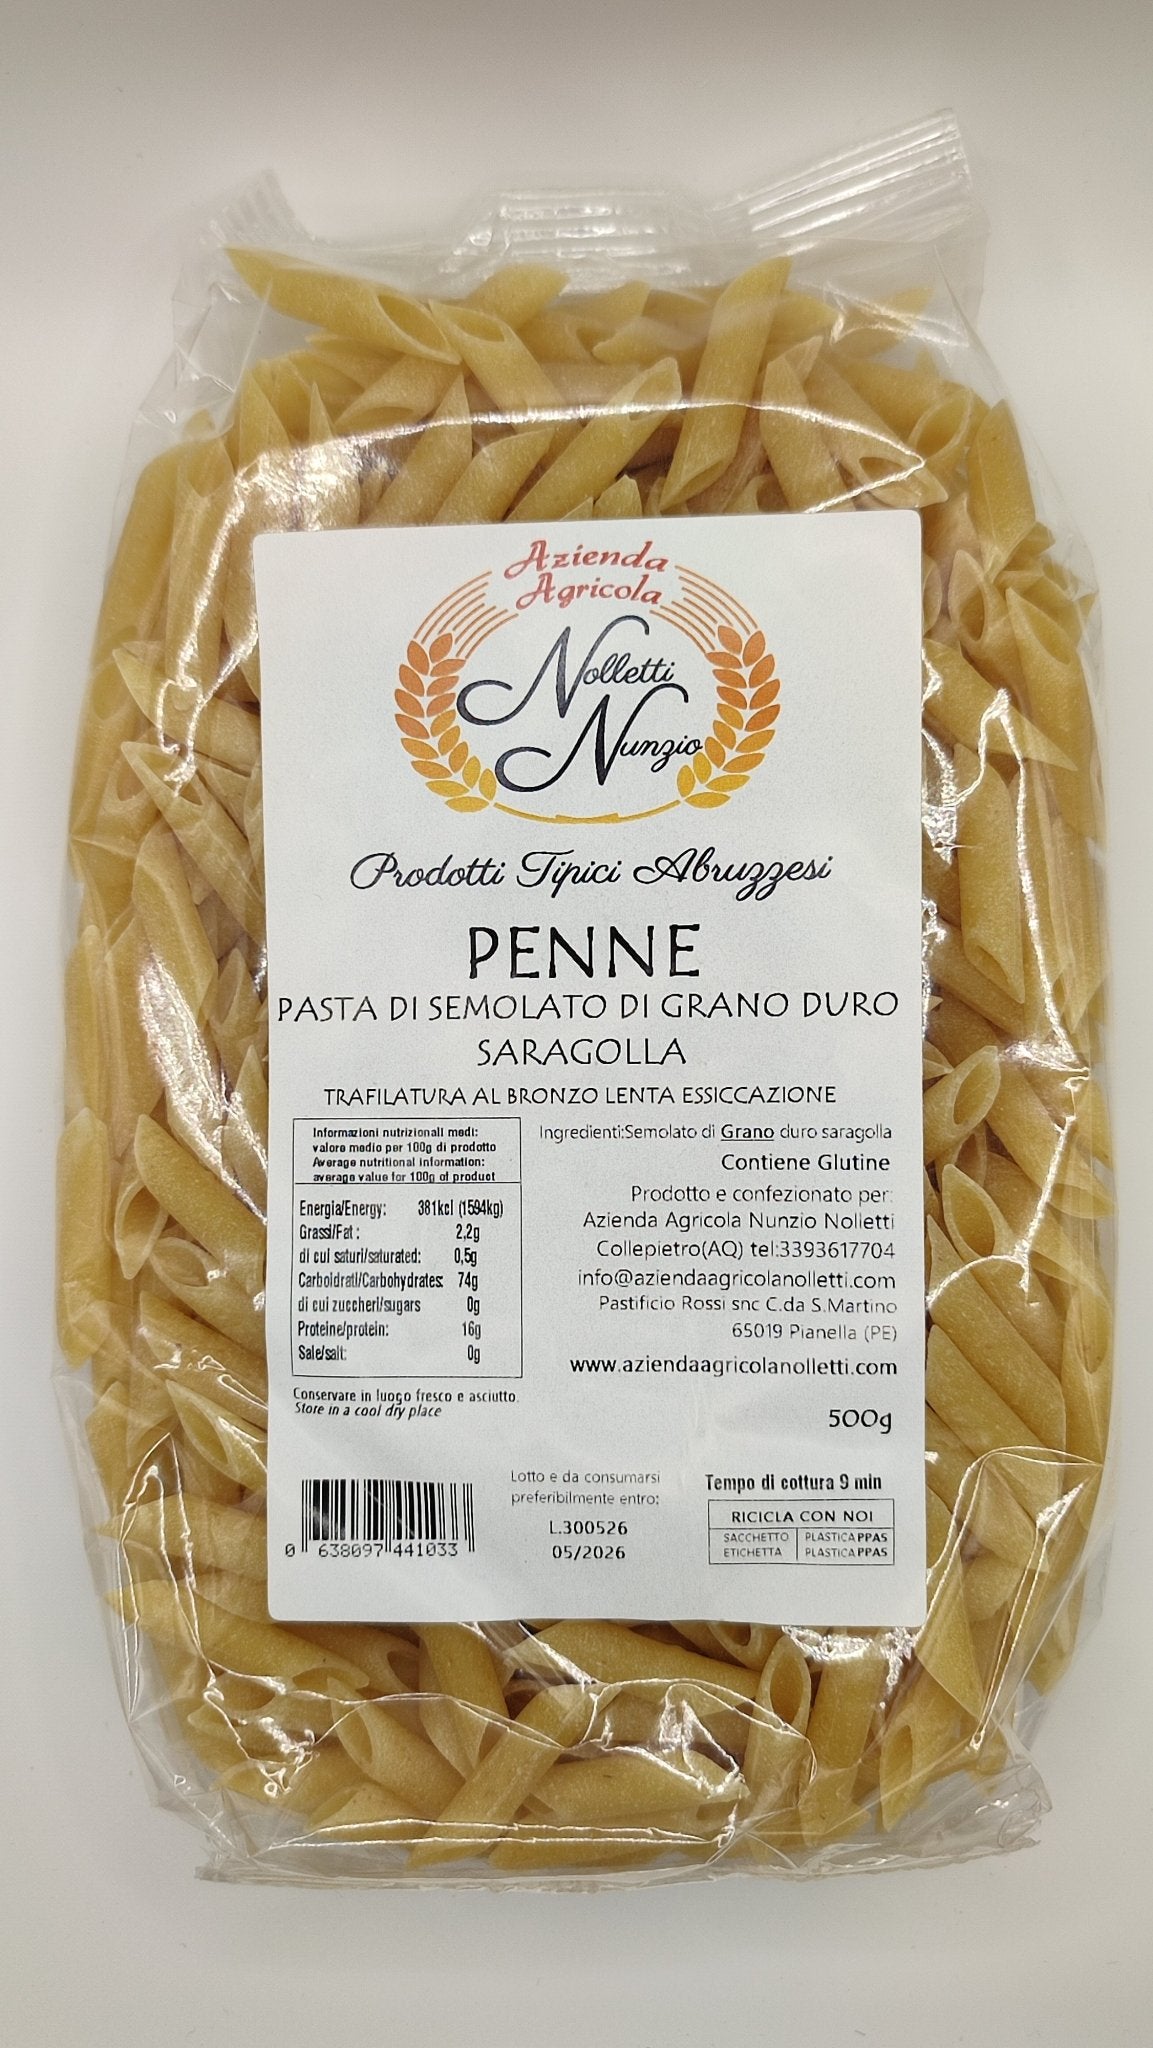 Azienda
Agricola
Nolletti
Nunzio
Prodotti Tipici Abruzzesi
PENNE
PASTA DI SEMOLATO DI GRANO DURO
SARAGOLLA
TRAFILATURA AL BRONZO LENTA ESSICCAZIONE
Informazioni nutrizionali medi:
valore medio per 100g di prodotto
Average nutritional information:
average value for 100g of product
Energia/Energy: 381kcl (1594kg)
Grassi/Fat : 2,2g
di cui saturi/saturated: 0,5g
Carboidrati/Carbohydrates: 74g
di cui zuccheri/sugars 0g
Proteine/protein: 16g
Sale/salt: 0g
Conservare in luogo fresco e asciutto.
Store in a cool dry place
Ingredienti:Semolato di Grano duro saragolla
Contiene Glutine
Prodotto e confezionato per:
Azienda Agricola Nunzio Nolletti
Collepietro(AQ) tel:3393617704
info@aziendaagricolanolletti.com
Pastificio Rossi snc C.da S.Martino
65019 Pianella (PE)
www.aziendaagricolanolletti.com
500g
0 638097 441033
Lotto e da consumarsi
preferibilmente entro:
L.300526
05/2026
Tempo di cottura 9 min
RICICLA CON NOI
SACCHETTO PLASTICA PPA5
ETICHETTA PLASTICA PPA5